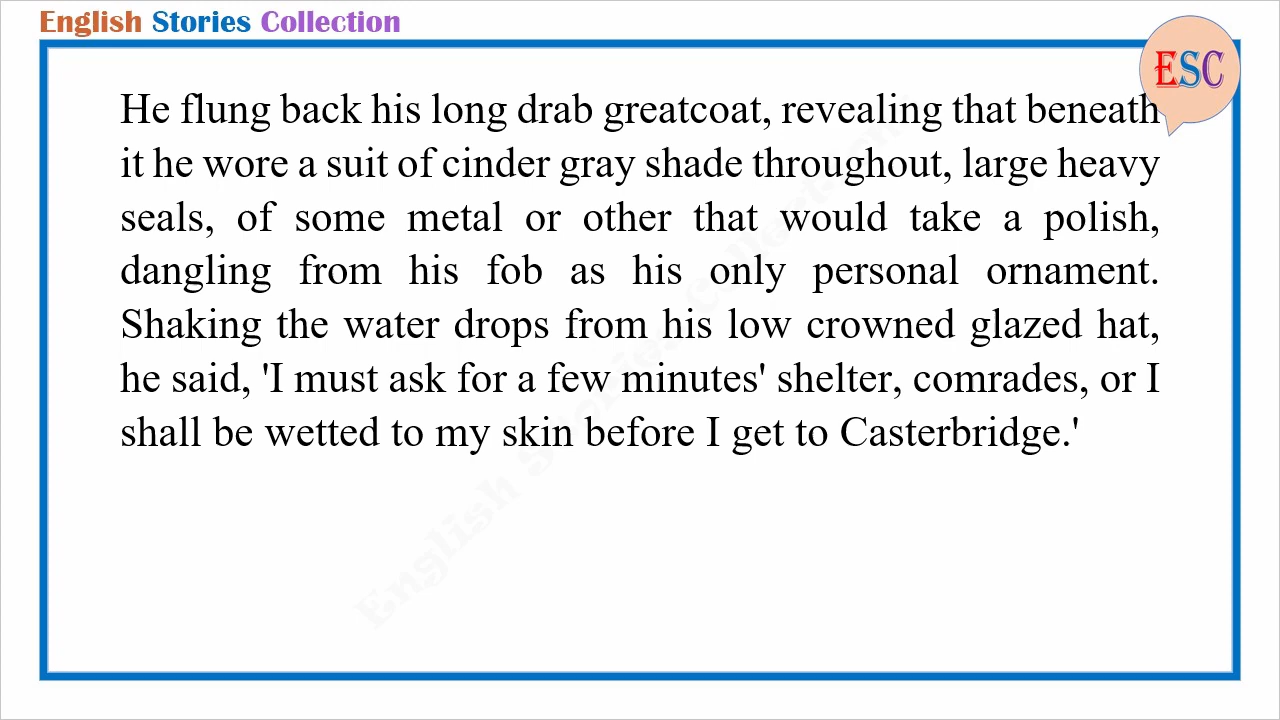 English Stories Collection
ESC
He flung back his long drab greatcoat, revealing that beneath
it he wore a suit of cinder gray shade throughout, large heavy
seals, of some metal or other that would take a polish,
dangling from his fob as his only personal ornament.
Shaking the water drops from his low crowned glazed hat,
he said, 'I must ask for a few minutes' shelter, comrades, or I
shall be wetted to my skin before I get to Casterbridge.'
English Stories Collection